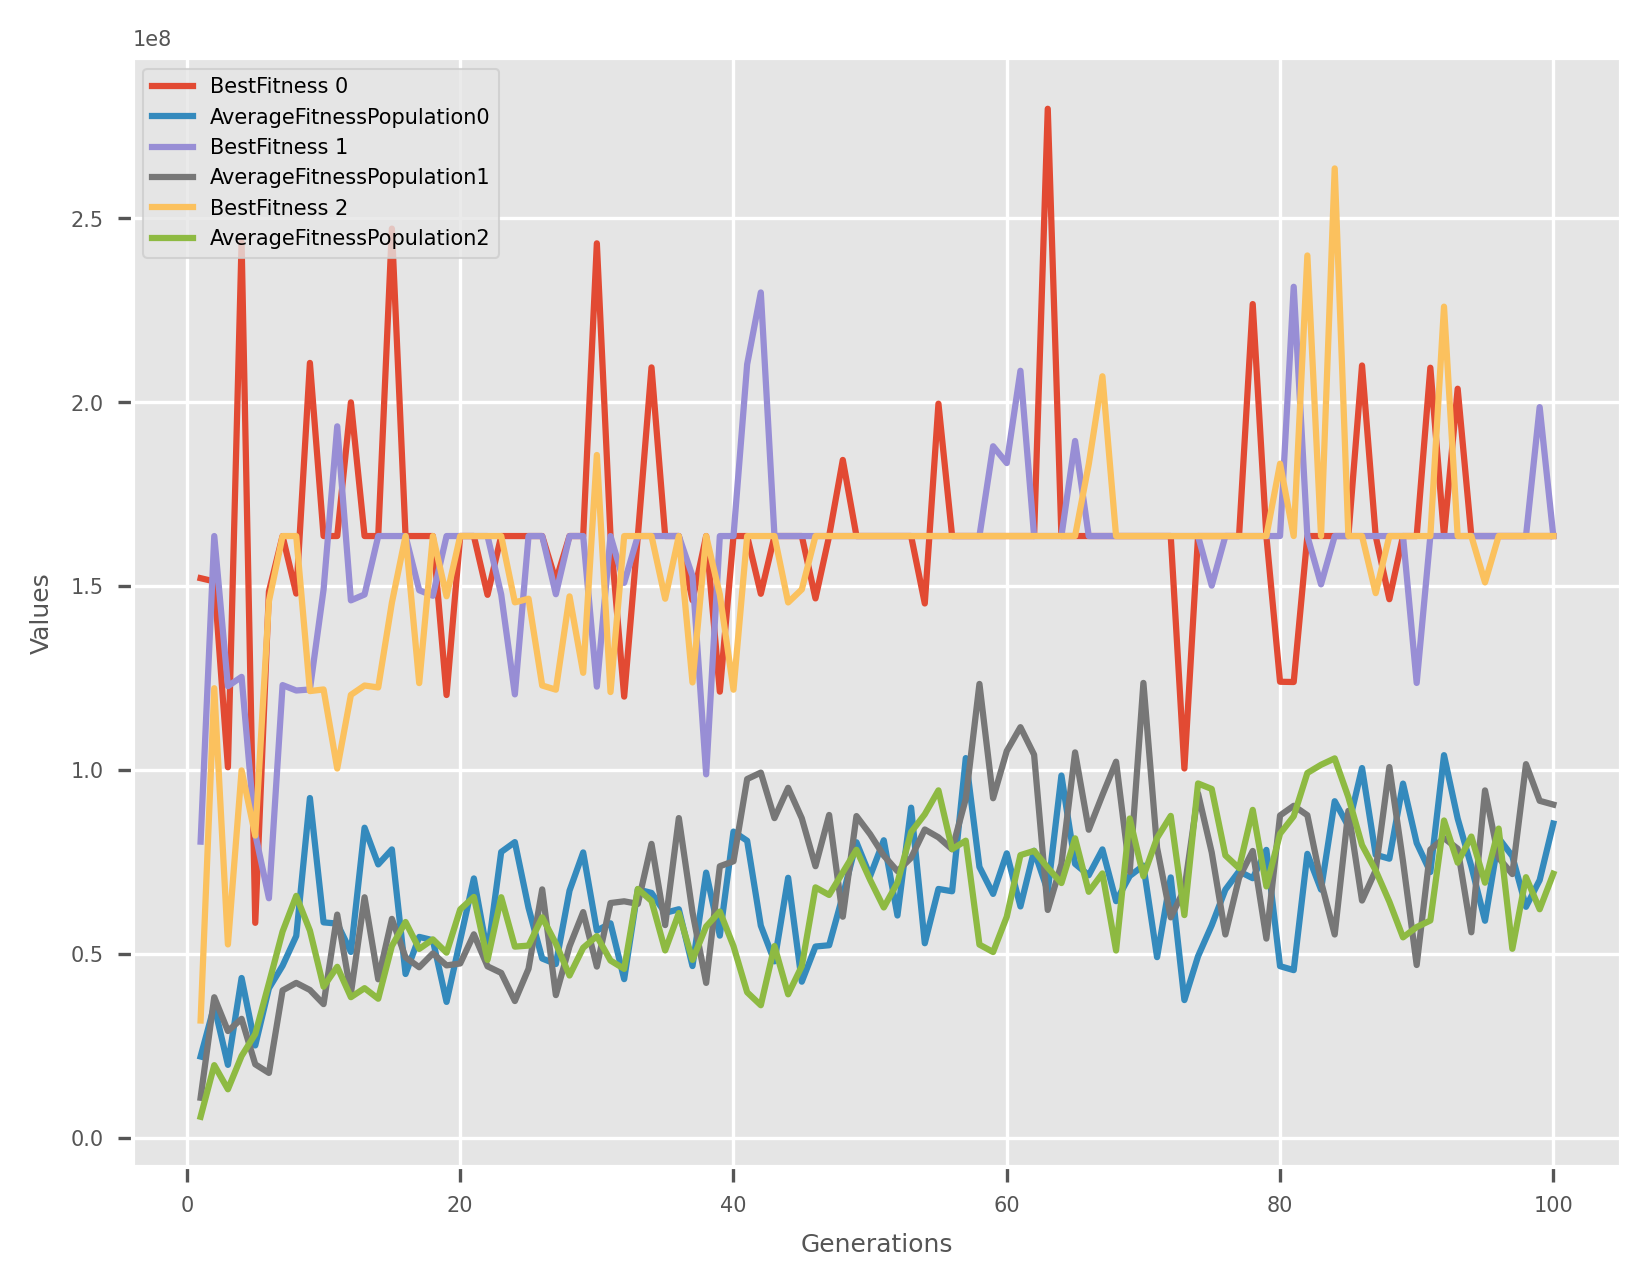 1e8
BestFitness 0
AverageFitnessPopulation0
BestFitness 1
AverageFitnessPopulation1
BestFitness 2
AverageFitnessPopulation2
2.5
2.0
1.5
1.0
0.5
0.0
Values
0 20 40 60 80 100
Generations